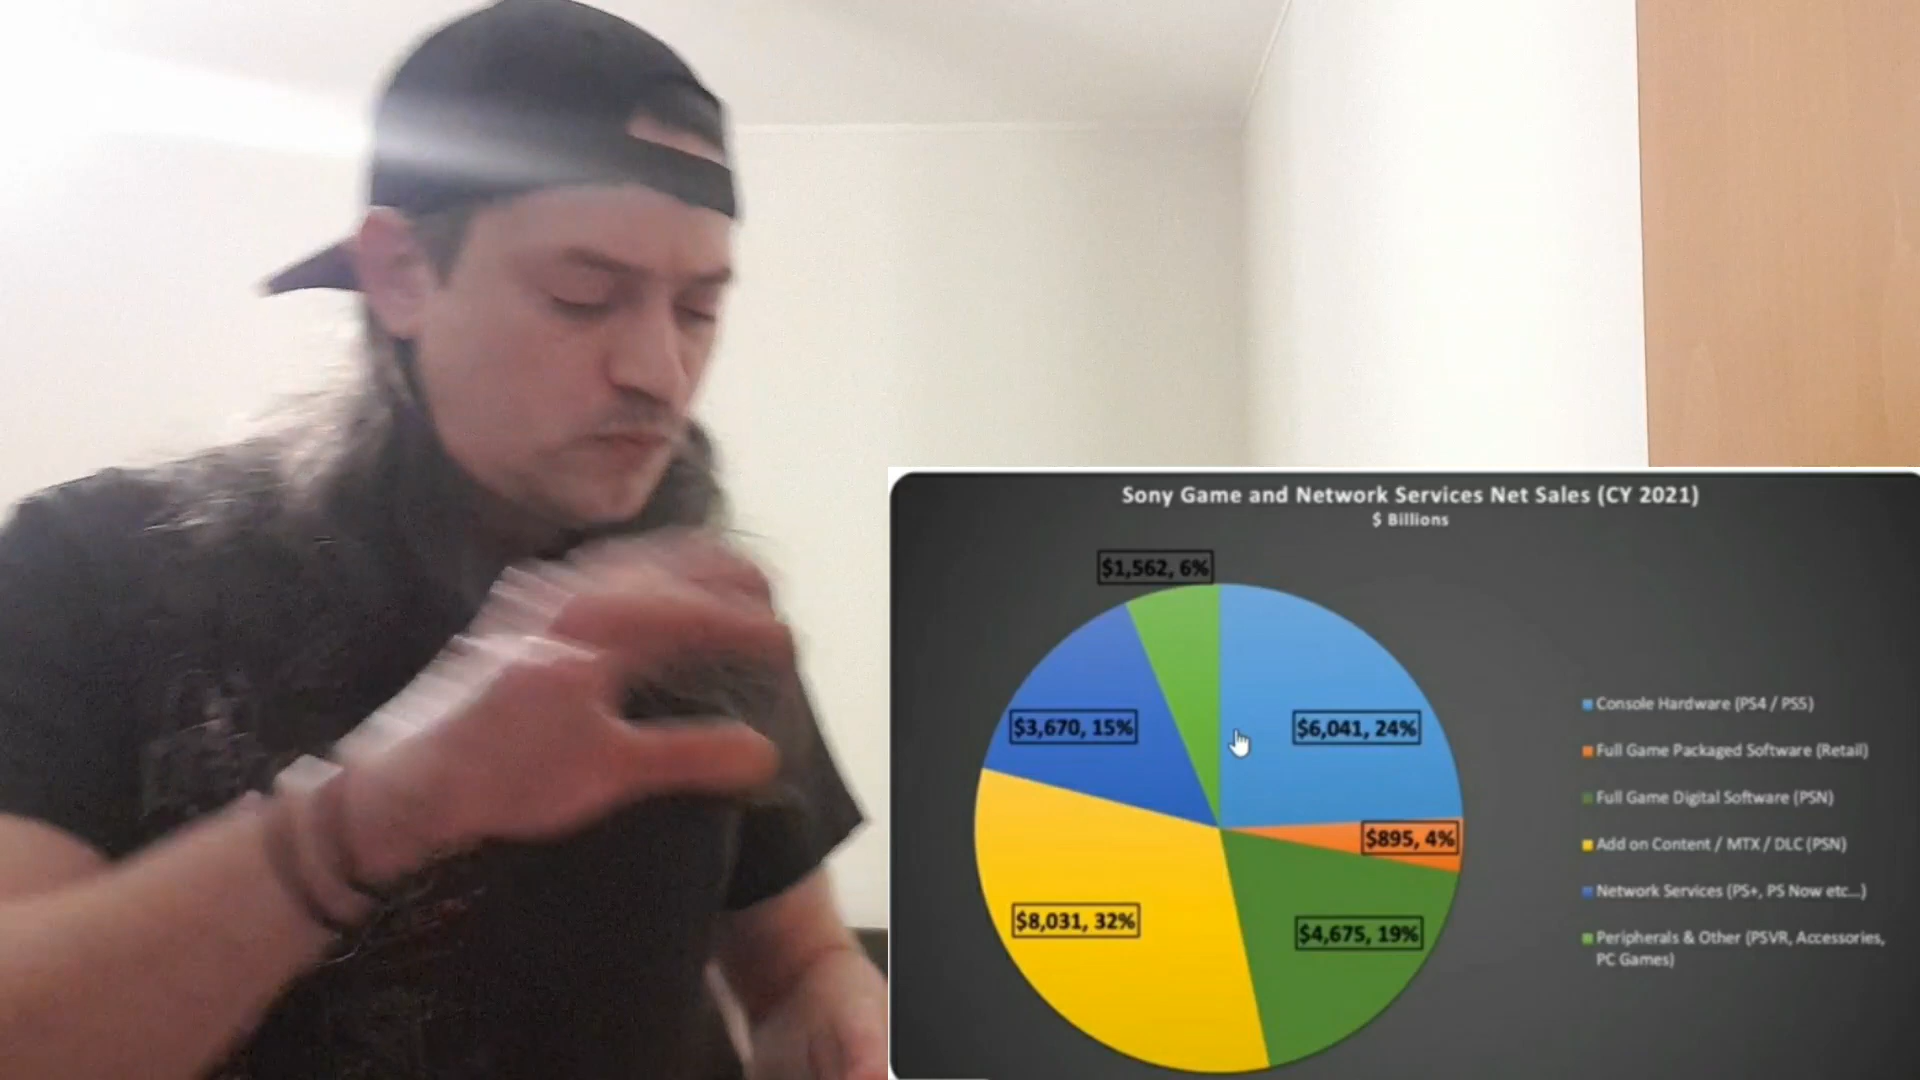 Sony Game and Network Services Net Sales (CY 2021)
$ Billions
$1,562, 6%
$3,670, 15%
$6,041, 24%
$895, 4%
$8,031, 32%
$4,675, 19%
Console Hardware (PS4 / PS5)
Full Game Packaged Software (Retail)
Full Game Digital Software (PSN)
Add on Content / MTX / DLC (PSN)
Network Services (PS+, PS Now etc...)
Peripherals & Other (PSVR, Accessories,
PC Games)